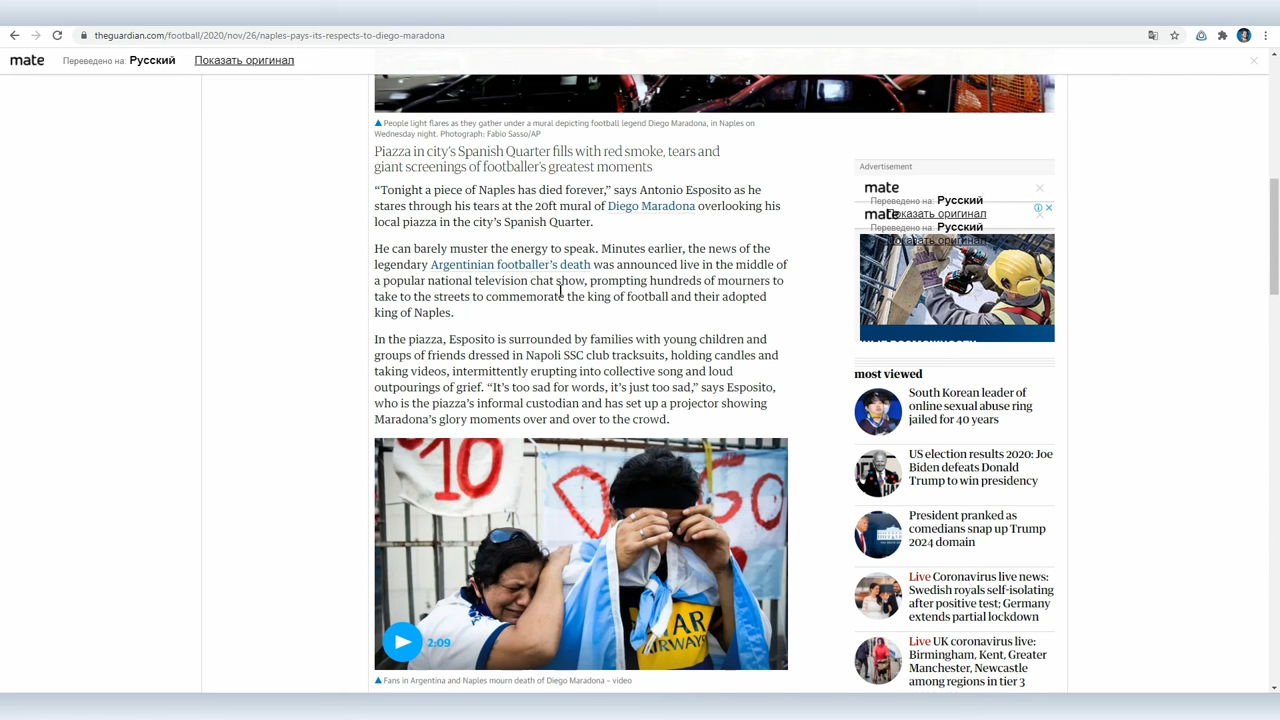 theguardian.com/football/2020/nov/26/naples-pays-its-respects-to-diego-maradona
mate Переведено на: Русский Показать оригинал
▲ People light flares as they gather under a mural depicting football legend Diego Maradona, in Naples on
Wednesday night. Photograph: Fabio Sasso/AP
Piazza in city’s Spanish Quarter fills with red smoke, tears and
giant screenings of footballer’s greatest moments
“Tonight a piece of Naples has died forever,” says Antonio Esposito as he
stares through his tears at the 20ft mural of Diego Maradona overlooking his
local piazza in the city’s Spanish Quarter.
He can barely muster the energy to speak. Minutes earlier, the news of the
legendary Argentinian footballer’s death was announced live in the middle of
a popular national television chat show, prompting hundreds of mourners to
take to the streets to commemorate the king of football and their adopted
king of Naples.
In the piazza, Esposito is surrounded by families with young children and
groups of friends dressed in Napoli SSC club tracksuits, holding candles and
taking videos, intermittently erupting into collective song and loud
outpourings of grief. “It’s too sad for words, it’s just too sad,” says Esposito,
who is the piazza’s informal custodian and has set up a projector showing
Maradona’s glory moments over and over to the crowd.
10
DIEGO
QATAR
AIRWAYS
2:09
▲ Fans in Argentina and Naples mourn death of Diego Maradona – video
Advertisement
mate
Переведено на: Русский
mate Показать оригинал
Переведено на: Русский
Показать оригинал
most viewed
South Korean leader of
online sexual abuse ring
jailed for 40 years
US election results 2020: Joe
Biden defeats Donald
Trump to win presidency
President pranked as
comedians snap up Trump
2024 domain
Live Coronavirus live news:
Swedish royals self-isolating
after positive test; Germany
extends partial lockdown
Live UK coronavirus live:
Birmingham, Kent, Greater
Manchester, Newcastle
among regions in tier 3